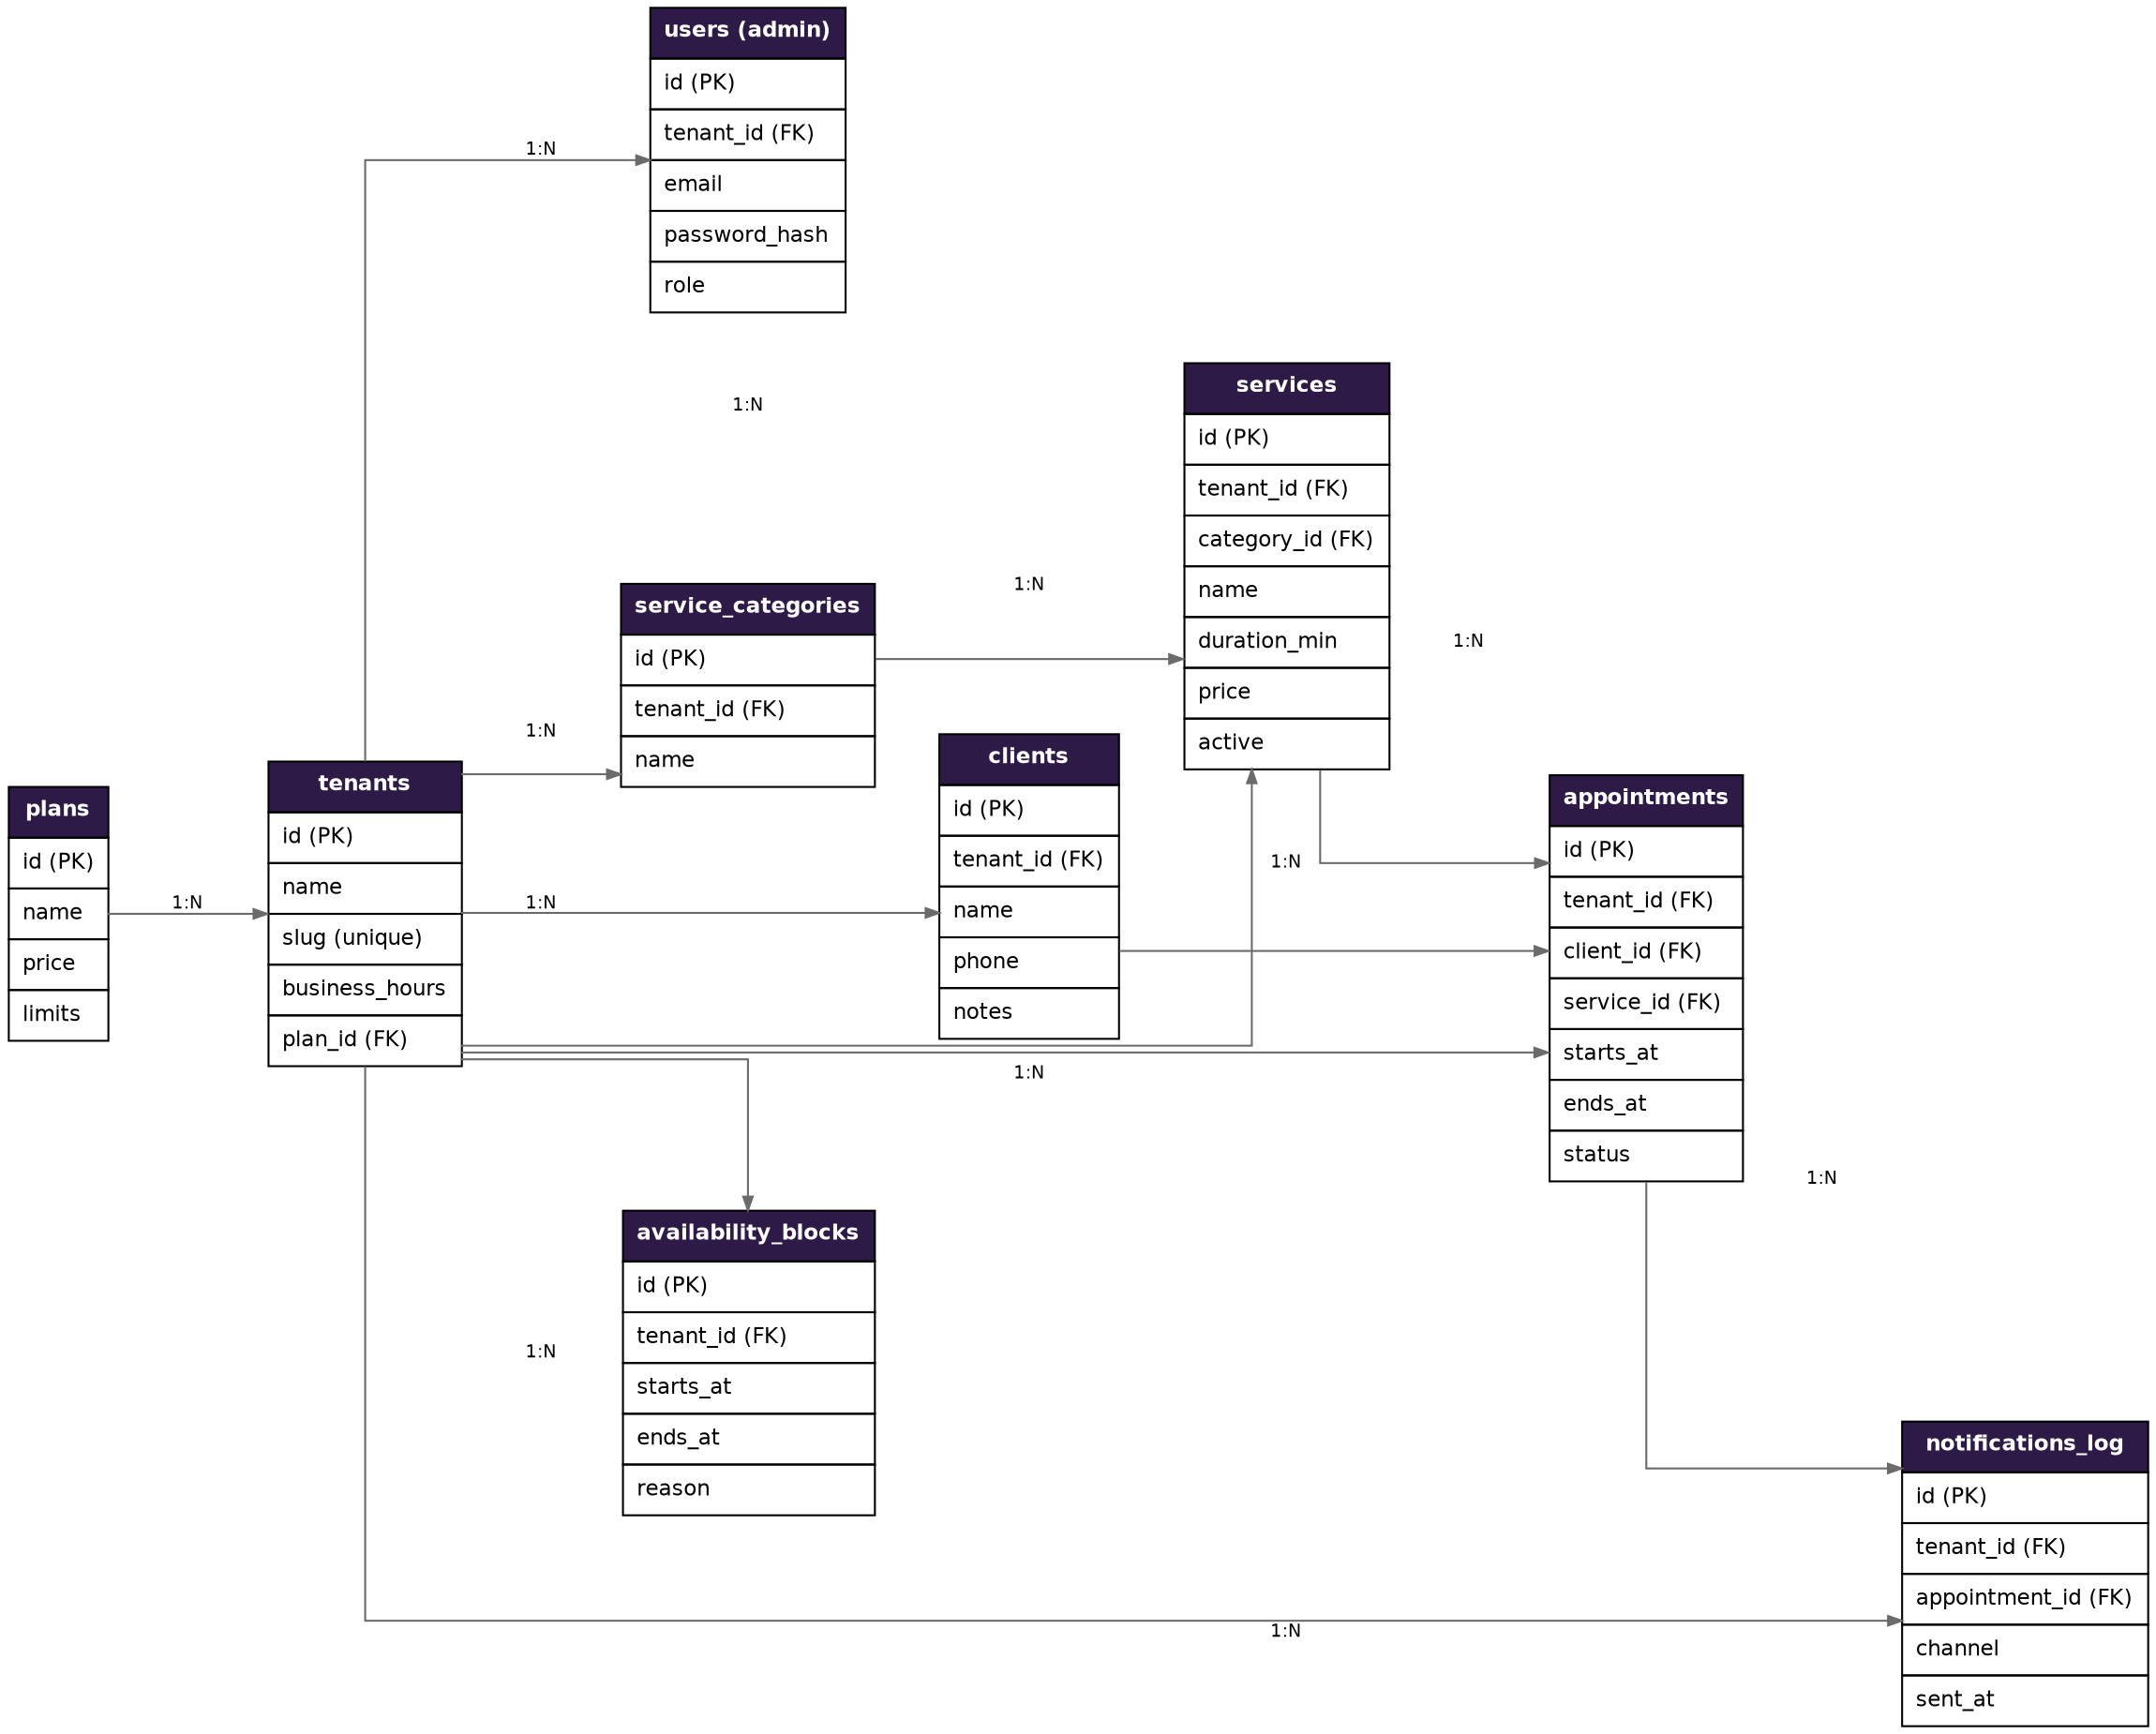 users (admin)
id (PK)
tenant_id (FK)
email
password_hash
role
1:N
1:N
services
id (PK)
tenant_id (FK)
category_id (FK)
name
duration_min
price
active
1:N
1:N
service_categories
id (PK)
tenant_id (FK)
name
1:N
clients
id (PK)
tenant_id (FK)
name
phone
notes
plans
id (PK)
name
price
limits
1:N
tenants
id (PK)
name
slug (unique)
business_hours
plan_id (FK)
1:N
1:N
1:N
appointments
id (PK)
tenant_id (FK)
client_id (FK)
service_id (FK)
starts_at
ends_at
status
1:N
availability_blocks
id (PK)
tenant_id (FK)
starts_at
ends_at
reason
1:N
notifications_log
id (PK)
tenant_id (FK)
appointment_id (FK)
channel
sent_at
1:N